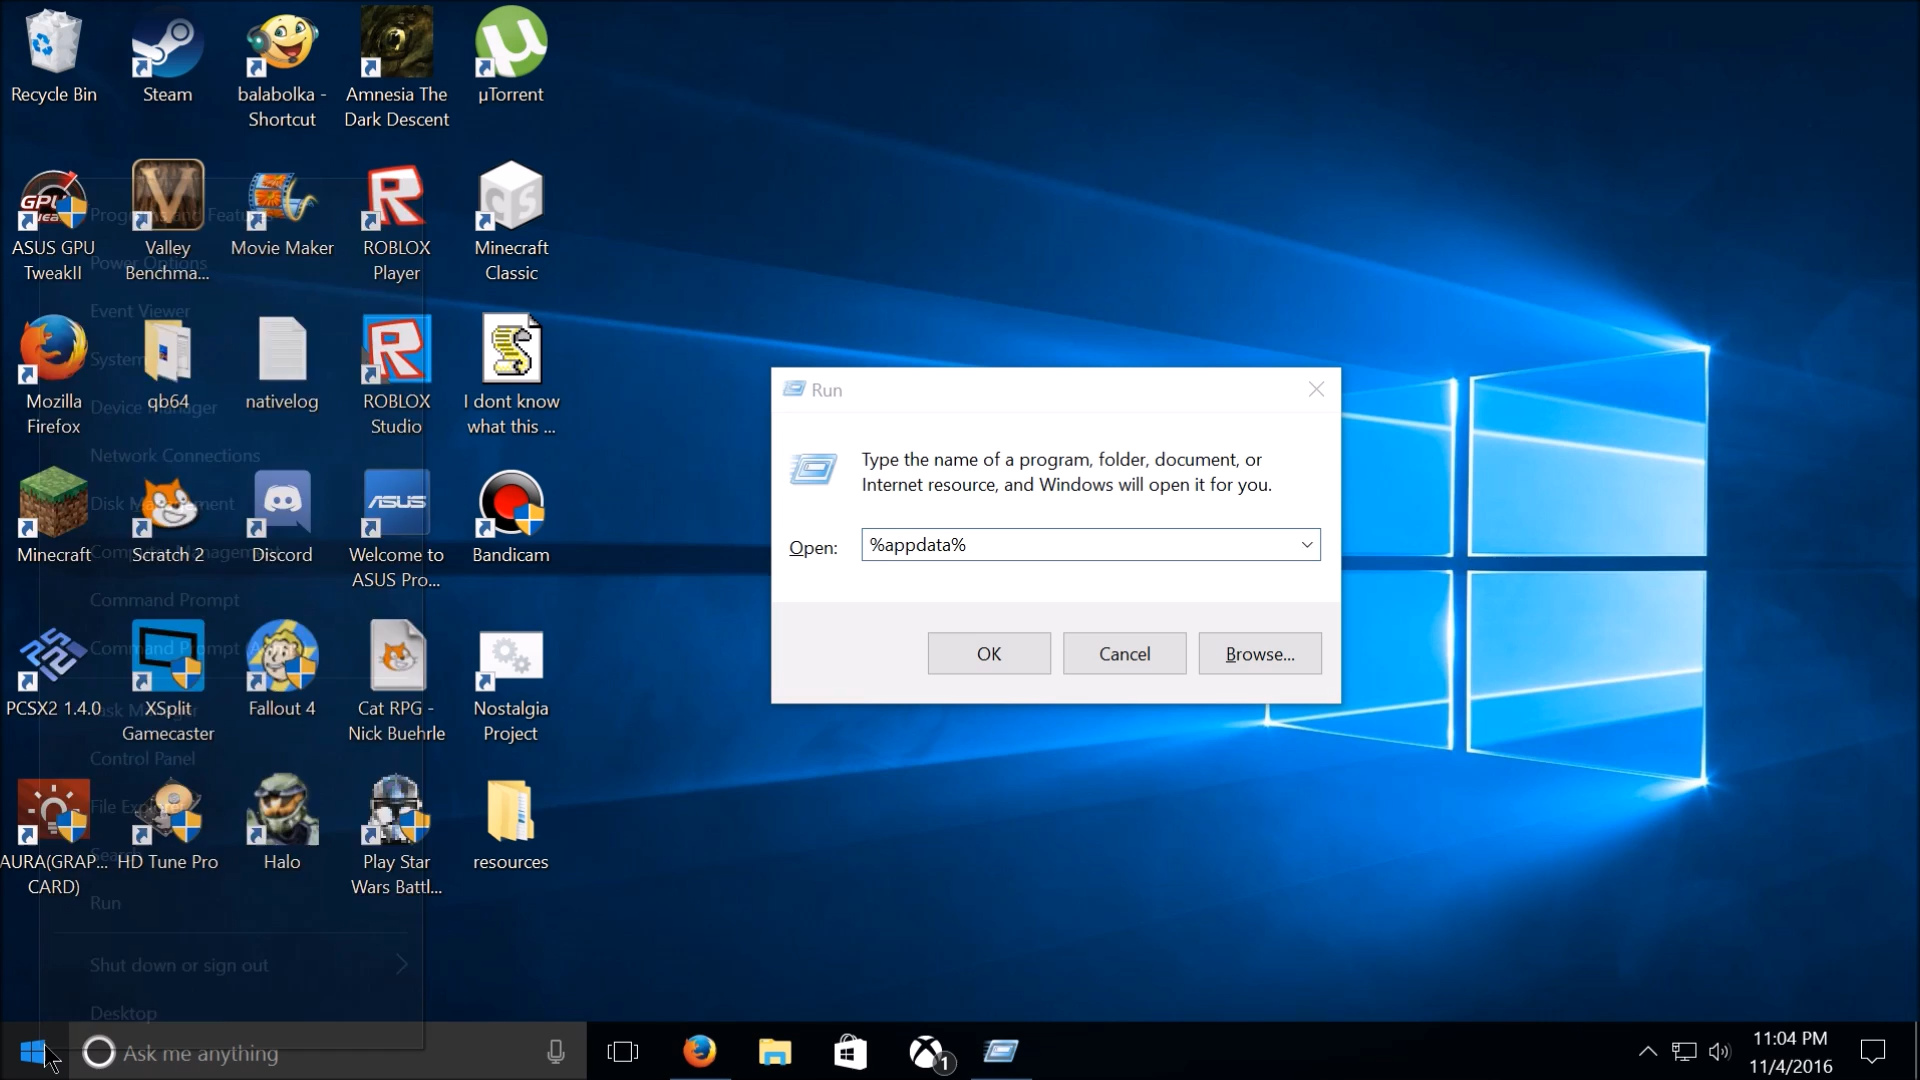 Recycle Bin
Steam
balabolka -
Shortcut
Amnesia The
Dark Descent
µTorrent
ASUS GPU
TweakII
Valley
Benchma...
Movie Maker
ROBLOX
Player
CS
Minecraft
Classic
Programs and Features
Power Options
Event Viewer
System
Device Manager
Network Connections
Disk Management
Computer Management
Command Prompt
Command Prompt
Task Manager
Control Panel
File Explorer
Search
Run
Shut down or sign out
Desktop
Mozilla
Firefox
qb64
nativelog
ROBLOX
Studio
I dont know
what this ...
Minecraft
Scratch 2
Discord
ASUS
Welcome to
ASUS Pro...
Bandicam
PCSX2 1.4.0
XSplit
Gamecaster
Fallout 4
Cat RPG -
Nick Buehrle
Nostalgia
Project
AURA(GRAP...
CARD)
HD Tune Pro
Halo
Play Star
Wars Battl...
resources
Run
Type the name of a program, folder, document, or
Internet resource, and Windows will open it for you.
Open:
%appdata%
OK
Cancel
Browse...
Ask me anything
1
11:04 PM
11/4/2016